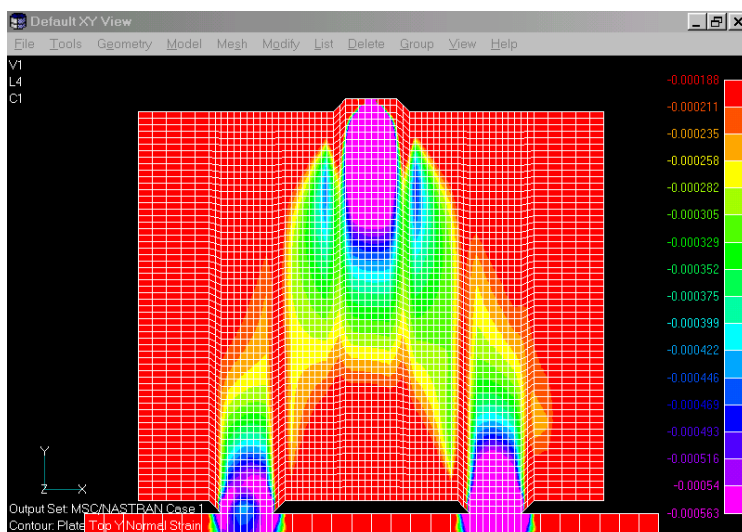 Default XY View
File Tools Geometry Model Mesh Modify List Delete Group View Help
V1
L4
C1
-0.000188
-0.000211
-0.000235
-0.000258
-0.000282
-0.000305
-0.000329
-0.000352
-0.000375
-0.000399
-0.000422
-0.000446
-0.000469
-0.000493
-0.000516
-0.00054
-0.000563
Y
Z X
Output Set: MSC/NASTRAN Case 1
Contour: Plate Top Y Normal Strain